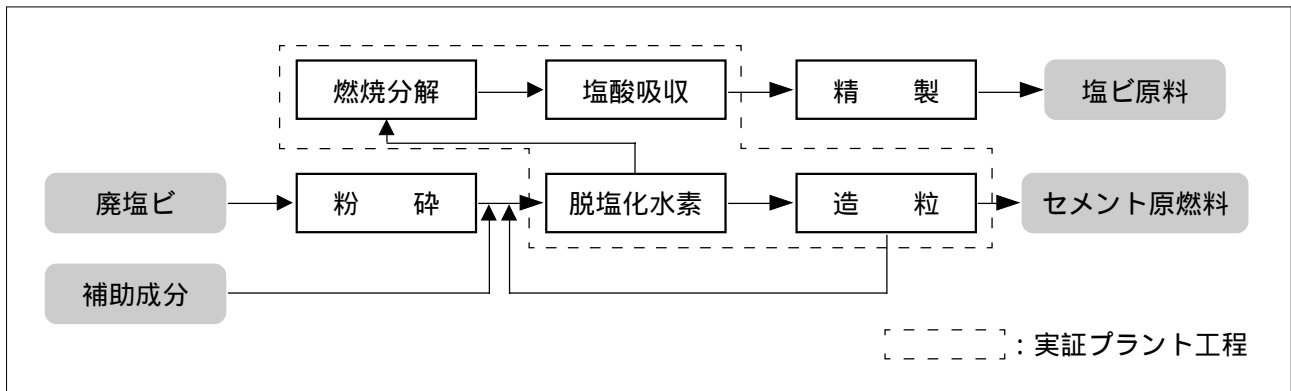 燃焼分解
塩酸吸収
精　製
塩ビ原料
廃塩ビ
粉　砕
脱塩化水素
造　粒
セメント原燃料
補助成分
：実証プラント工程